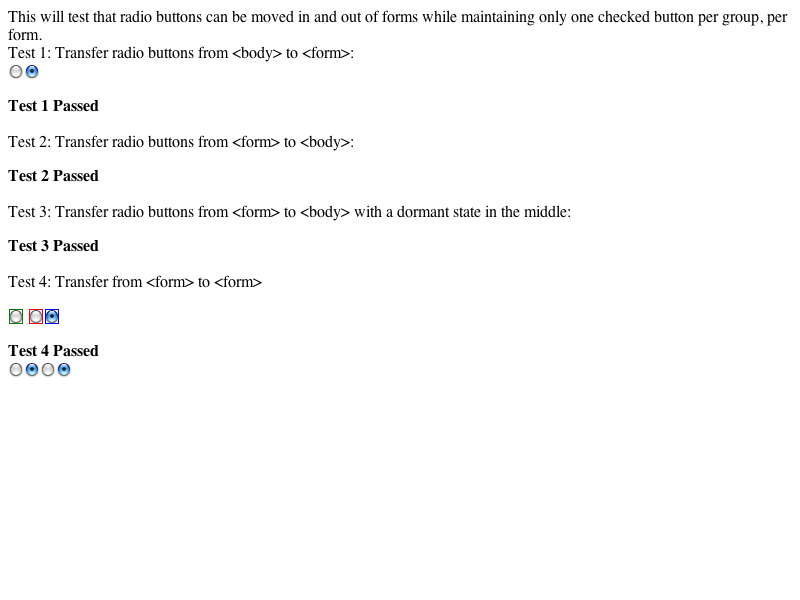 This will test that radio buttons can be moved in and out of forms while maintaining only one checked button per group, per
form.
Test 1: Transfer radio buttons from <body> to <form>:
Test 1 Passed
Test 2: Transfer radio buttons from <form> to <body>:
Test 2 Passed
Test 3: Transfer radio buttons from <form> to <body> with a dormant state in the middle:
Test 3 Passed
Test 4: Transfer from <form> to <form>
Test 4 Passed